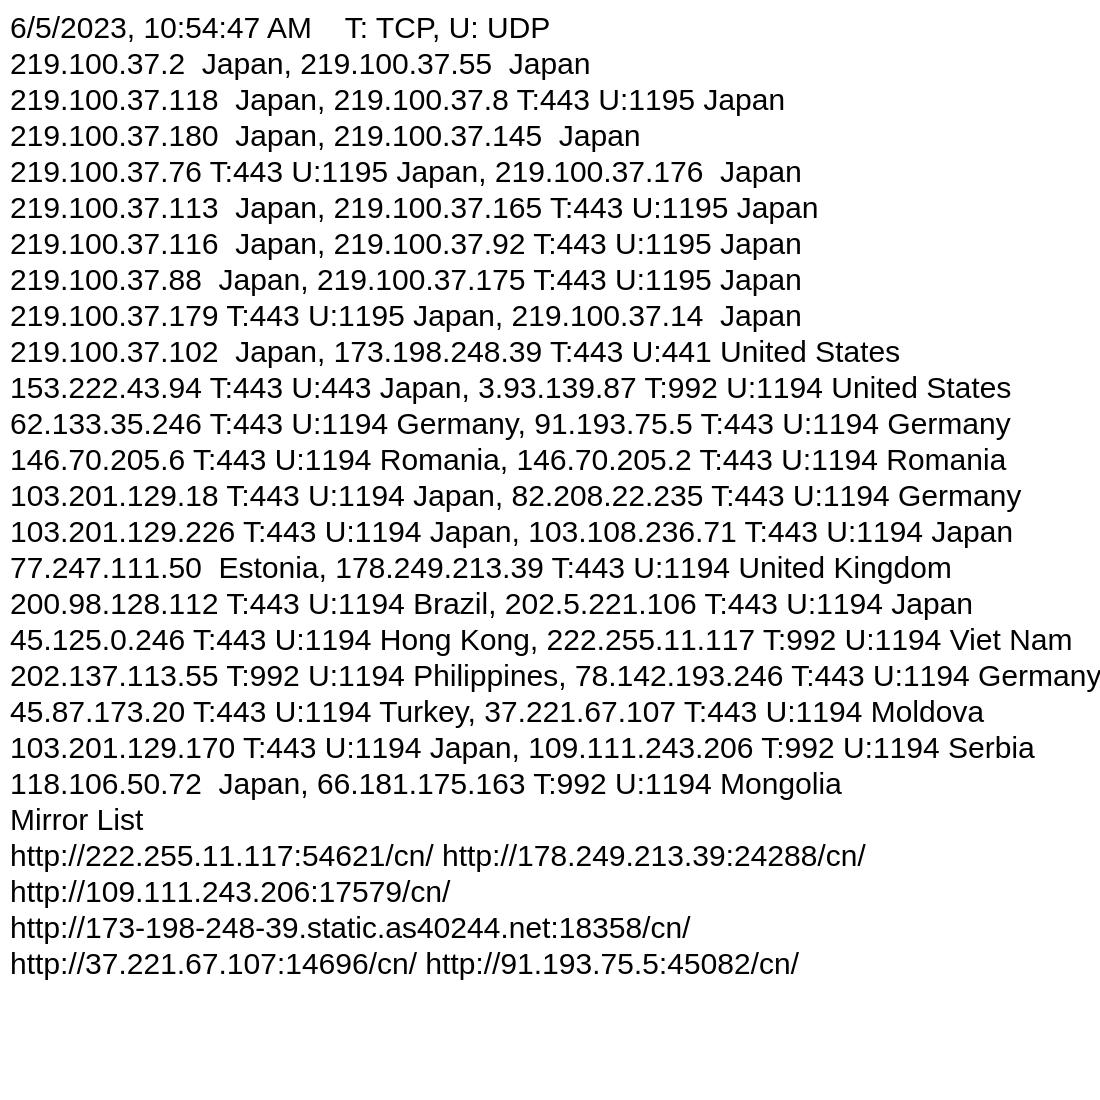 6/5/2023, 10:54:47 AM    T: TCP, U: UDP
219.100.37.2  Japan, 219.100.37.55  Japan
219.100.37.118  Japan, 219.100.37.8 T:443 U:1195 Japan
219.100.37.180  Japan, 219.100.37.145  Japan
219.100.37.76 T:443 U:1195 Japan, 219.100.37.176  Japan
219.100.37.113  Japan, 219.100.37.165 T:443 U:1195 Japan
219.100.37.116  Japan, 219.100.37.92 T:443 U:1195 Japan
219.100.37.88  Japan, 219.100.37.175 T:443 U:1195 Japan
219.100.37.179 T:443 U:1195 Japan, 219.100.37.14  Japan
219.100.37.102  Japan, 173.198.248.39 T:443 U:441 United States
153.222.43.94 T:443 U:443 Japan, 3.93.139.87 T:992 U:1194 United States
62.133.35.246 T:443 U:1194 Germany, 91.193.75.5 T:443 U:1194 Germany
146.70.205.6 T:443 U:1194 Romania, 146.70.205.2 T:443 U:1194 Romania
103.201.129.18 T:443 U:1194 Japan, 82.208.22.235 T:443 U:1194 Germany
103.201.129.226 T:443 U:1194 Japan, 103.108.236.71 T:443 U:1194 Japan
77.247.111.50  Estonia, 178.249.213.39 T:443 U:1194 United Kingdom
200.98.128.112 T:443 U:1194 Brazil, 202.5.221.106 T:443 U:1194 Japan
45.125.0.246 T:443 U:1194 Hong Kong, 222.255.11.117 T:992 U:1194 Viet Nam
202.137.113.55 T:992 U:1194 Philippines, 78.142.193.246 T:443 U:1194 Germany
45.87.173.20 T:443 U:1194 Turkey, 37.221.67.107 T:443 U:1194 Moldova
103.201.129.170 T:443 U:1194 Japan, 109.111.243.206 T:992 U:1194 Serbia
118.106.50.72  Japan, 66.181.175.163 T:992 U:1194 Mongolia
Mirror List
http://222.255.11.117:54621/cn/ http://178.249.213.39:24288/cn/
http://109.111.243.206:17579/cn/
http://173-198-248-39.static.as40244.net:18358/cn/
http://37.221.67.107:14696/cn/ http://91.193.75.5:45082/cn/